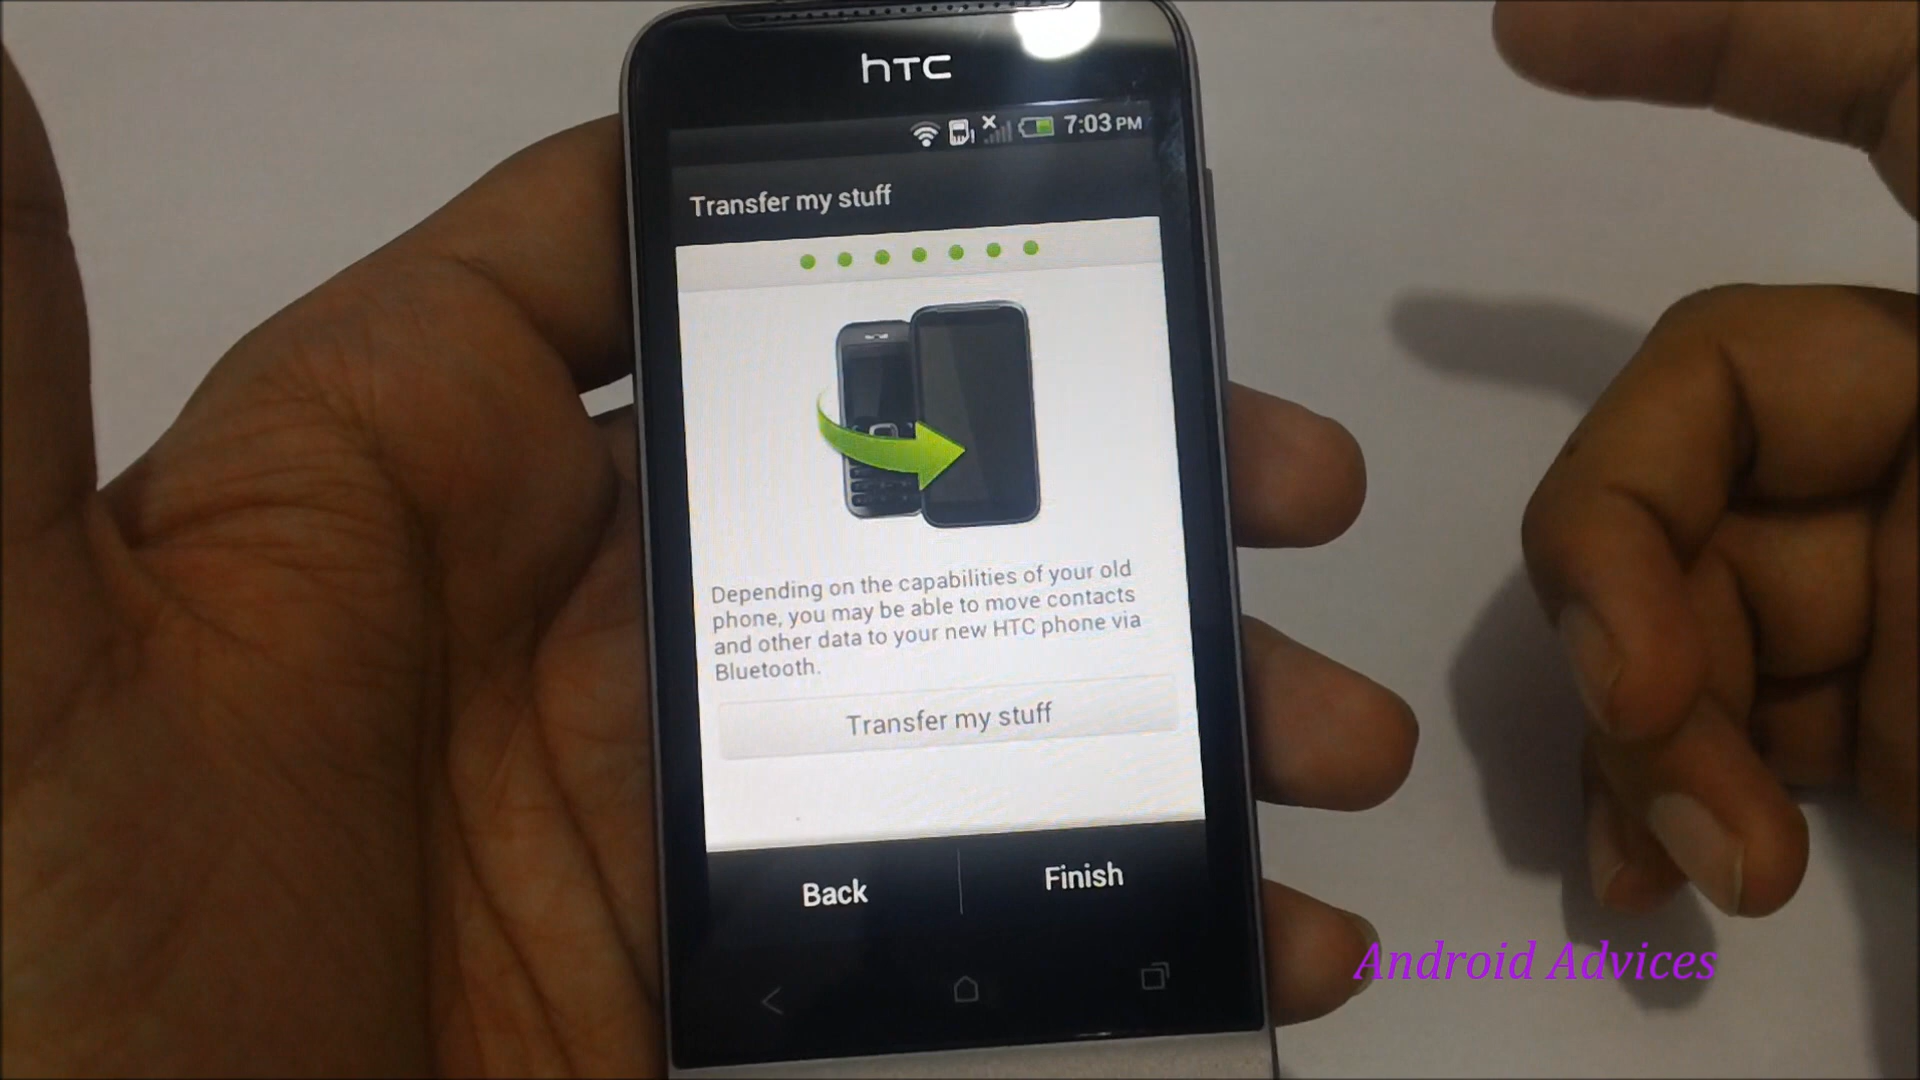 hTC
7:03 PM
Transfer my stuff
Depending on the capabilities of your old
phone, you may be able to move contacts
and other data to your new HTC phone via
Bluetooth.
Transfer my stuff
Back
Finish
Android Advices